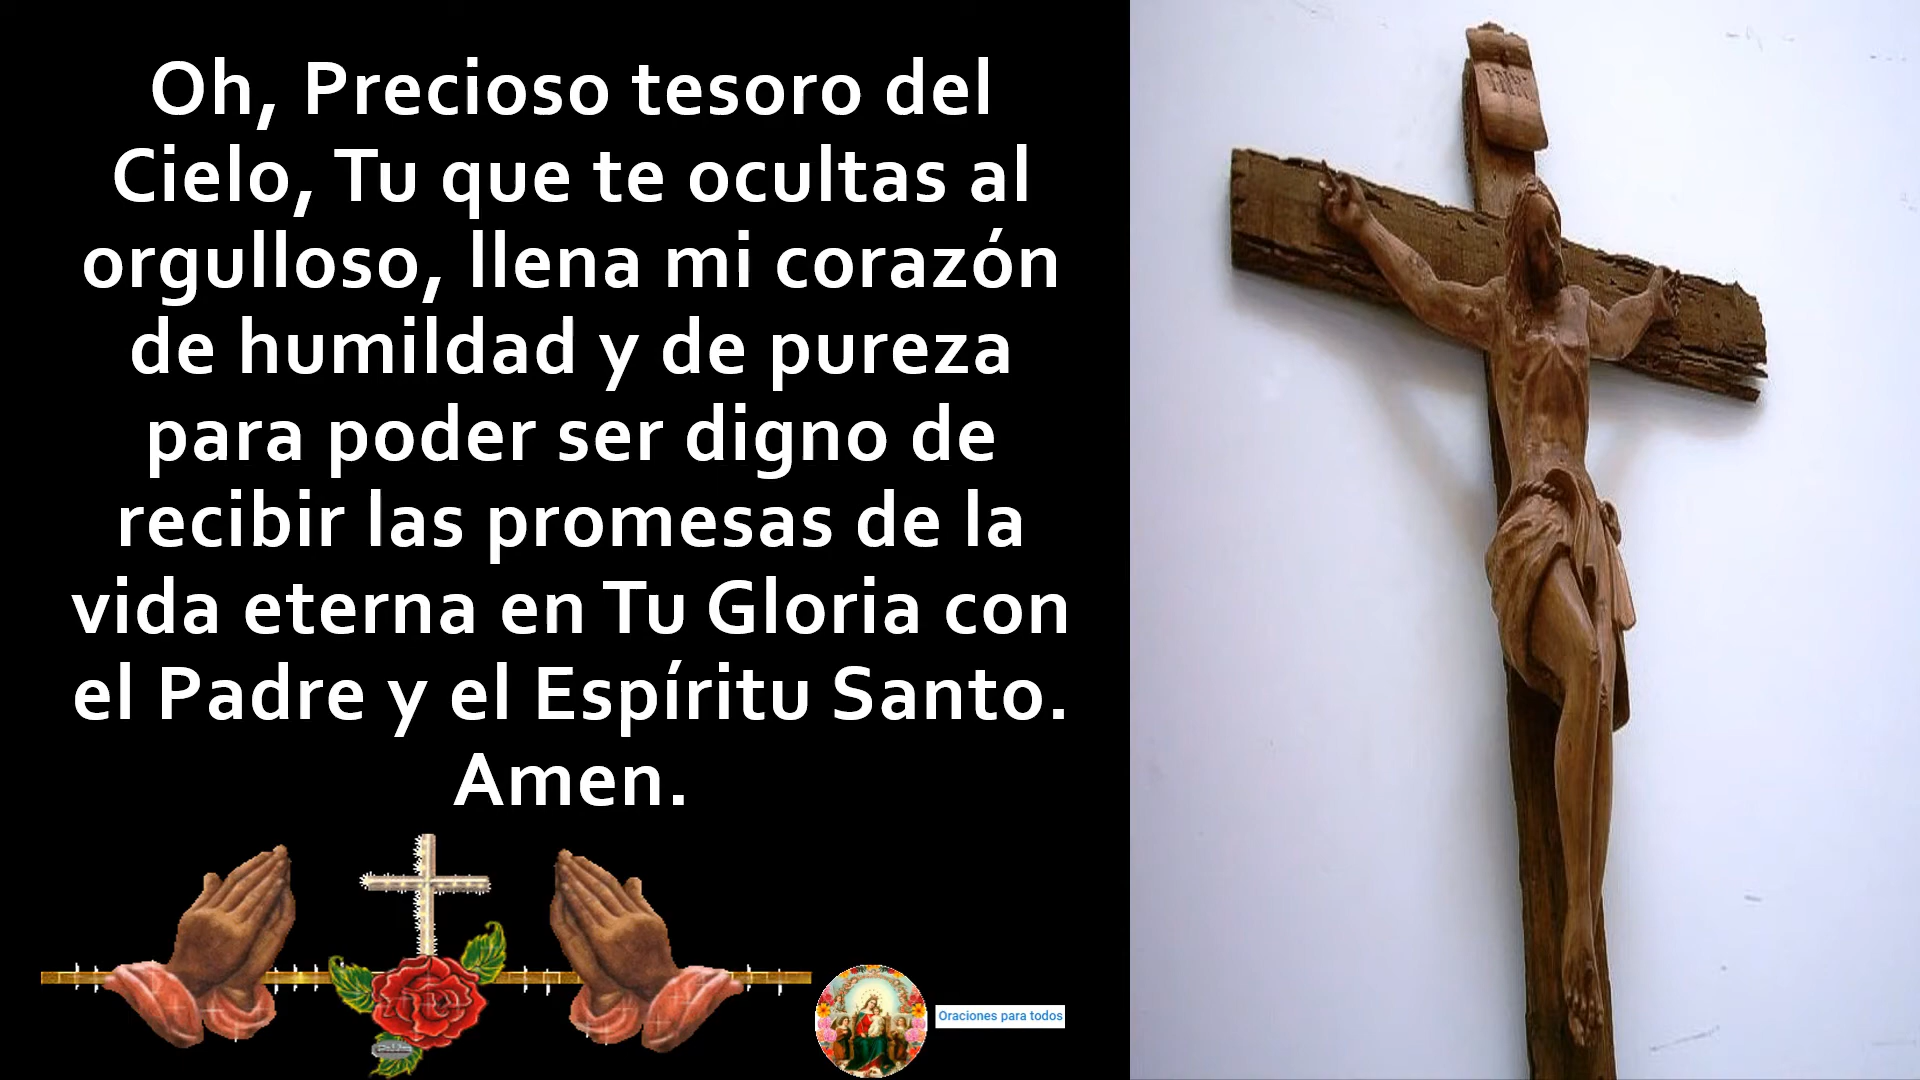 Oh, Precioso tesoro del
Cielo, Tu que te ocultas al
orgulloso, llena mi corazón
de humildad y de pureza
para poder ser digno de
recibir las promesas de la
vida eterna en Tu Gloria con
el Padre y el Espíritu Santo.
Amen.
Oraciones para todos